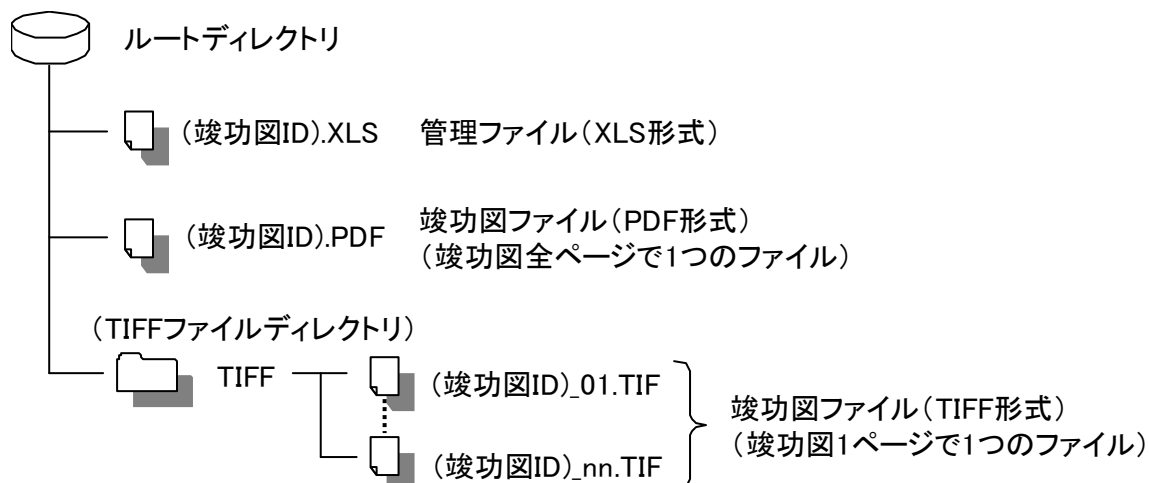 ルートディレクトリ
(竣功図ID).XLS 管理ファイル(XLS形式)
(竣功図ID).PDF 竣功図ファイル(PDF形式)
(竣功図全ページで1つのファイル)
(TIFFファイルディレクトリ)
TIFF
(竣功図ID)_01.TIF
(竣功図ID)_nn.TIF
竣功図ファイル(TIFF形式)
(竣功図1ページで1つのファイル)